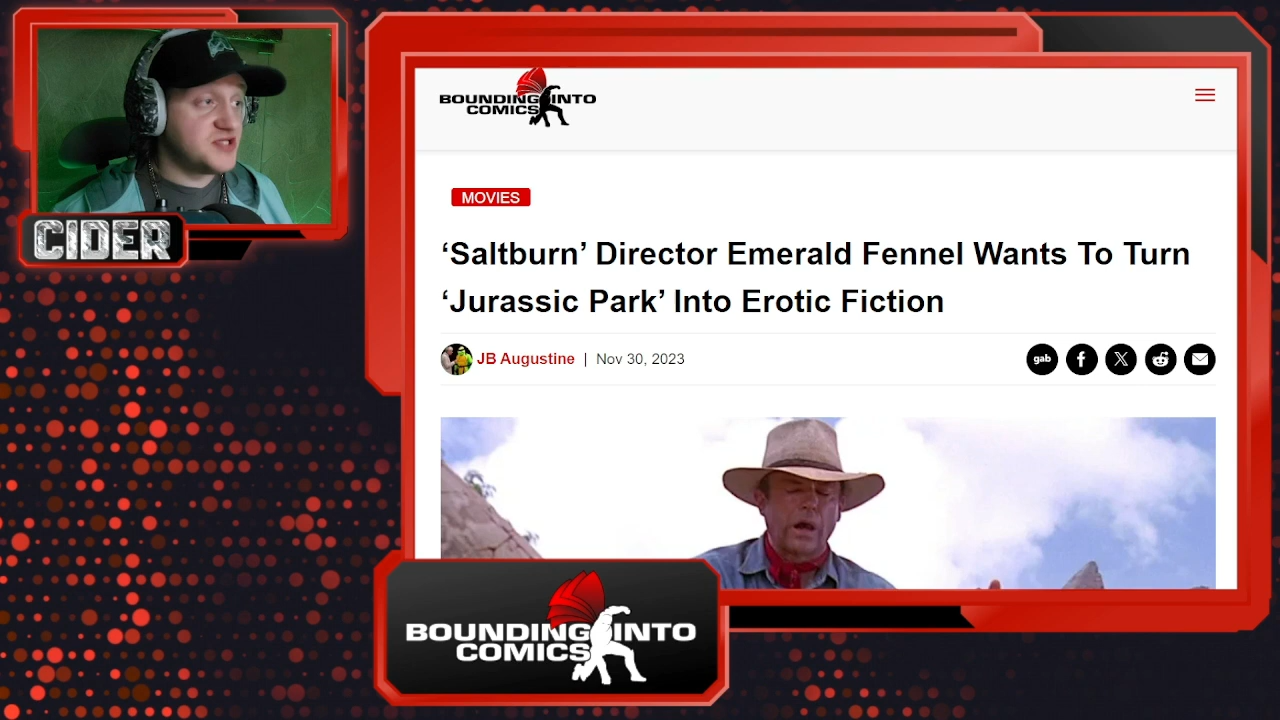 CIDER
BOUNDING INTO
COMICS
MOVIES
‘Saltburn’ Director Emerald Fennel Wants To Turn
‘Jurassic Park’ Into Erotic Fiction
JB Augustine | Nov 30, 2023
gab
BOUNDING INTO
COMICS